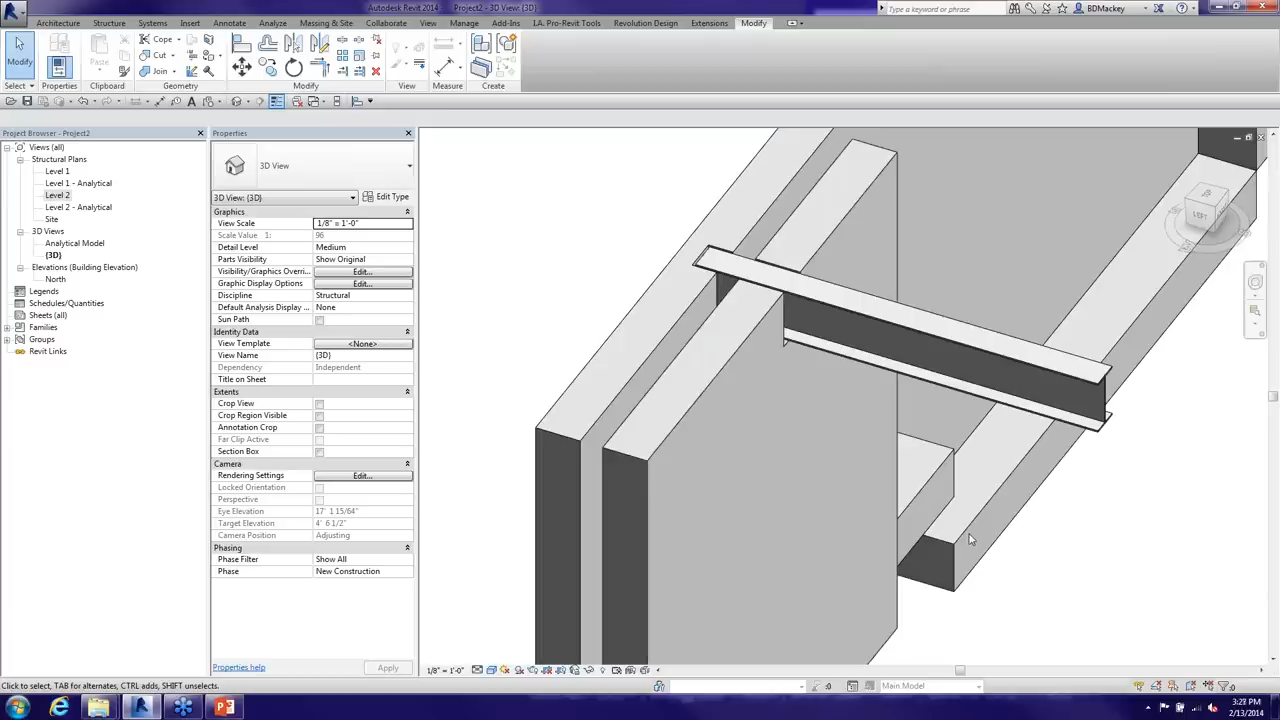 Autodesk Revit 2014 - Project2 - 3D View: {3D}
Type a keyword or phrase
BDMackey
Architecture Structure Systems Insert Annotate Analyze Massing & Site Collaborate View Manage Add-Ins I.A. Pro-Revit Tools Revolution Design Extensions Modify
Modify
Paste
Cope
Cut
Join
Select Properties Clipboard Geometry Modify View Measure Create
Project Browser - Project2
Views (all)
Structural Plans
Level 1
Level 1 - Analytical
Level 2
Level 2 - Analytical
Site
3D Views
Analytical Model
{3D}
Elevations (Building Elevation)
North
Legends
Schedules/Quantities
Sheets (all)
Families
Groups
Revit Links
Properties
3D View
3D View: {3D} Edit Type
Graphics
View Scale 1/8" = 1'-0"
Scale Value 1: 96
Detail Level Medium
Parts Visibility Show Original
Visibility/Graphics Overri... Edit...
Graphic Display Options Edit...
Discipline Structural
Default Analysis Display ... None
Sun Path
Identity Data
View Template <None>
View Name {3D}
Dependency Independent
Title on Sheet
Extents
Crop View
Crop Region Visible
Annotation Crop
Far Clip Active
Section Box
Camera
Rendering Settings Edit...
Locked Orientation
Perspective
Eye Elevation 17' 1 15/64"
Target Elevation 4' 6 1/2"
Camera Position Adjusting
Phasing
Phase Filter Show All
Phase New Construction
Properties help Apply
LEFT
1/8" = 1'-0"
Click to select, TAB for alternates, CTRL adds, SHIFT unselects.
:0
Main Model
:0
2/13/2014